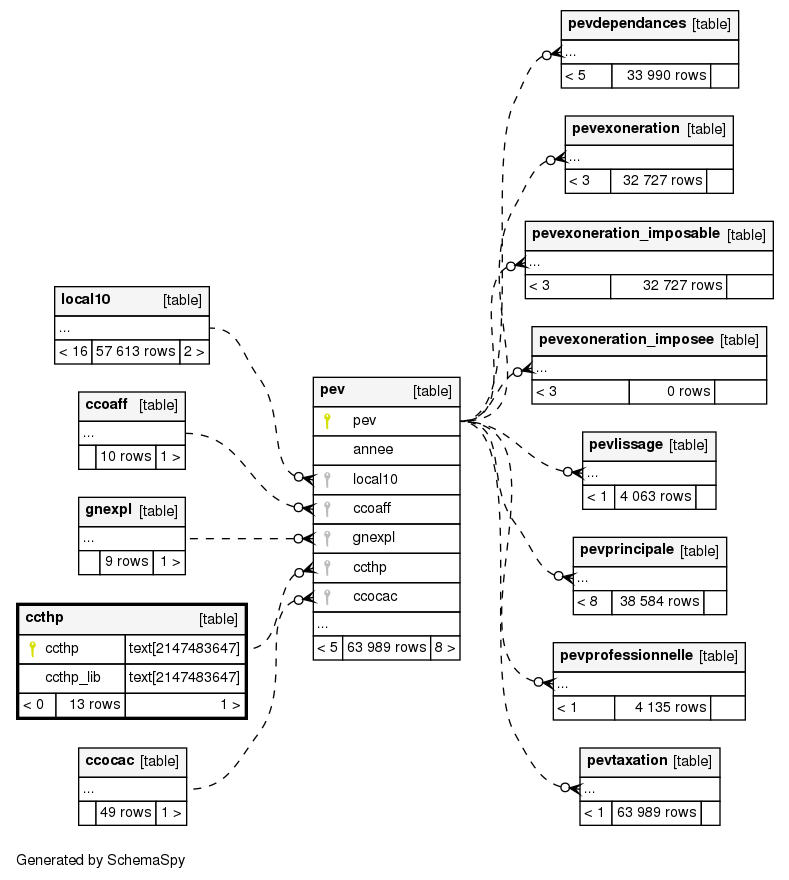 pevdependances [table]
...
< 5 33 990 rows
pevexoneration [table]
...
< 3 32 727 rows
pevexoneration_imposable [table]
...
< 3 32 727 rows
local10 [table]
...
< 16 57 613 rows 2 >
pevexoneration_imposee [table]
...
< 3 0 rows
ccoaff [table]
...
10 rows 1 >
gnexpl [table]
...
9 rows 1 >
ccthp [table]
ccthp text[2147483647]
ccthp_lib text[2147483647]
< 0 13 rows 1 >
ccocac [table]
...
49 rows 1 >
pev [table]
pev
annee
local10
ccoaff
gnexpl
ccthp
ccocac
...
< 5 63 989 rows 8 >
pevlissage [table]
...
< 1 4 063 rows
pevprincipale [table]
...
< 8 38 584 rows
pevprofessionnelle [table]
...
< 1 4 135 rows
pevtaxation [table]
...
< 1 63 989 rows
Generated by SchemaSpy